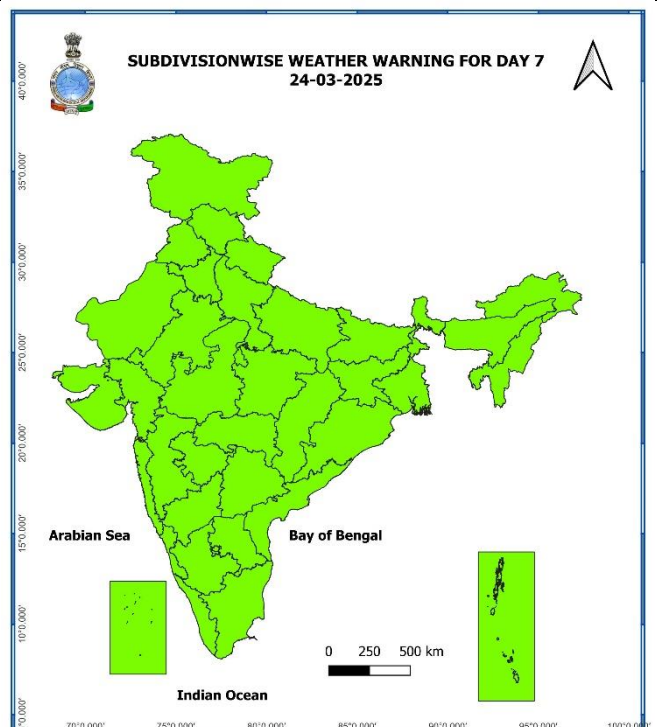 SUBDIVISIONWISE WEATHER WARNING FOR DAY 7
24-03-2025
40°0.000'
35°0.000'
30°0.000'
25°0.000'
20°0.000'
15°0.000'
10°0.000'
°0.000'
Arabian Sea
Bay of Bengal
0 250 500 km
Indian Ocean
70°0.000' 75°0.000' 80°0.000' 85°0.000' 90°0.000' 95°0.000' 100°0.000'